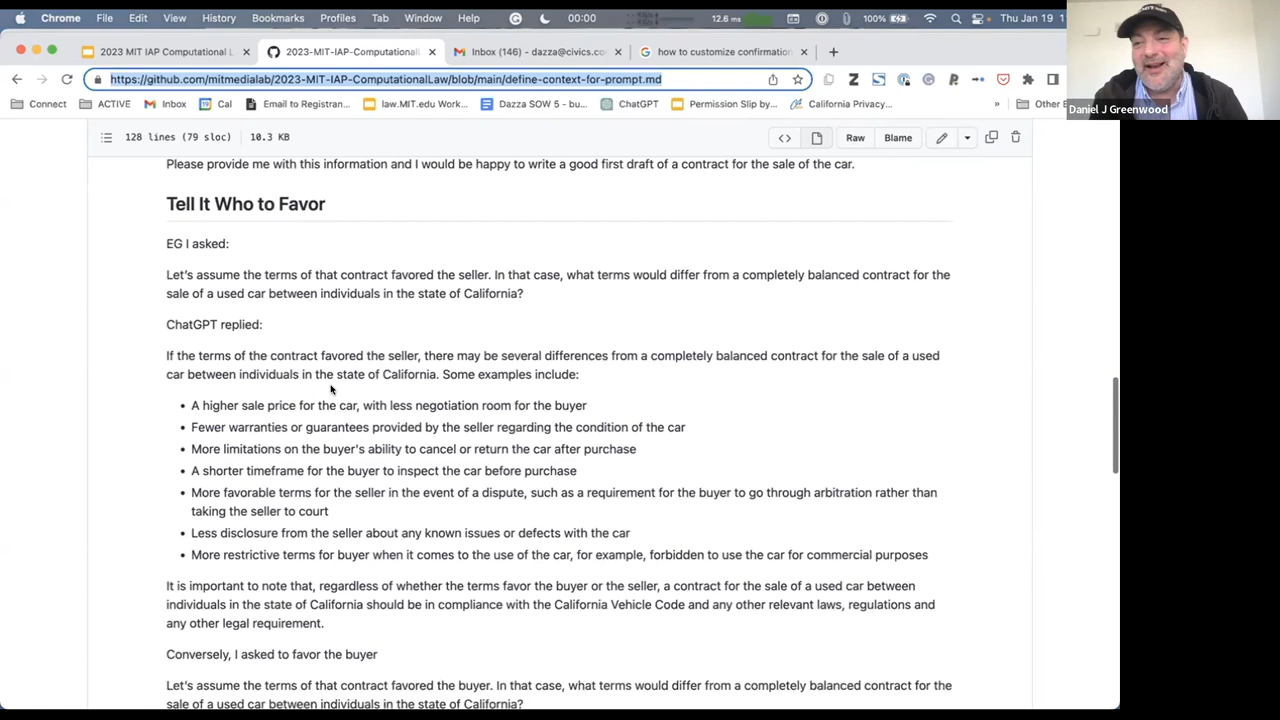 Chrome File Edit View History Bookmarks Profiles Tab Window Help 00:00 12.6 ms 100% Thu Jan 19
2023 MIT IAP Computational L 2023-MIT-IAP-Computational Inbox (146) - dazza@civics.co how to customize confirmation
https://github.com/mitmedialab/2023-MIT-IAP-ComputationalLaw/blob/main/define-context-for-prompt.md
Connect ACTIVE Inbox Cal Email to Registran... law.MIT.edu Work... Dazza SOW 5 - bu... ChatGPT Permission Slip by... California Privacy... » Other
MIT
Daniel J Greenwood
128 lines (79 sloc) 10.3 KB Raw Blame
Please provide me with this information and I would be happy to write a good first draft of a contract for the sale of the car.
Tell It Who to Favor
EG I asked:
Let's assume the terms of that contract favored the seller. In that case, what terms would differ from a completely balanced contract for the
sale of a used car between individuals in the state of California?
ChatGPT replied:
If the terms of the contract favored the seller, there may be several differences from a completely balanced contract for the sale of a used
car between individuals in the state of California. Some examples include:
• A higher sale price for the car, with less negotiation room for the buyer
• Fewer warranties or guarantees provided by the seller regarding the condition of the car
• More limitations on the buyer's ability to cancel or return the car after purchase
• A shorter timeframe for the buyer to inspect the car before purchase
• More favorable terms for the seller in the event of a dispute, such as a requirement for the buyer to go through arbitration rather than
taking the seller to court
• Less disclosure from the seller about any known issues or defects with the car
• More restrictive terms for buyer when it comes to the use of the car, for example, forbidden to use the car for commercial purposes
It is important to note that, regardless of whether the terms favor the buyer or the seller, a contract for the sale of a used car between
individuals in the state of California should be in compliance with the California Vehicle Code and any other relevant laws, regulations and
any other legal requirement.
Conversely, I asked to favor the buyer
Let's assume the terms of that contract favored the buyer. In that case, what terms would differ from a completely balanced contract for the
sale of a used car between individuals in the state of California?